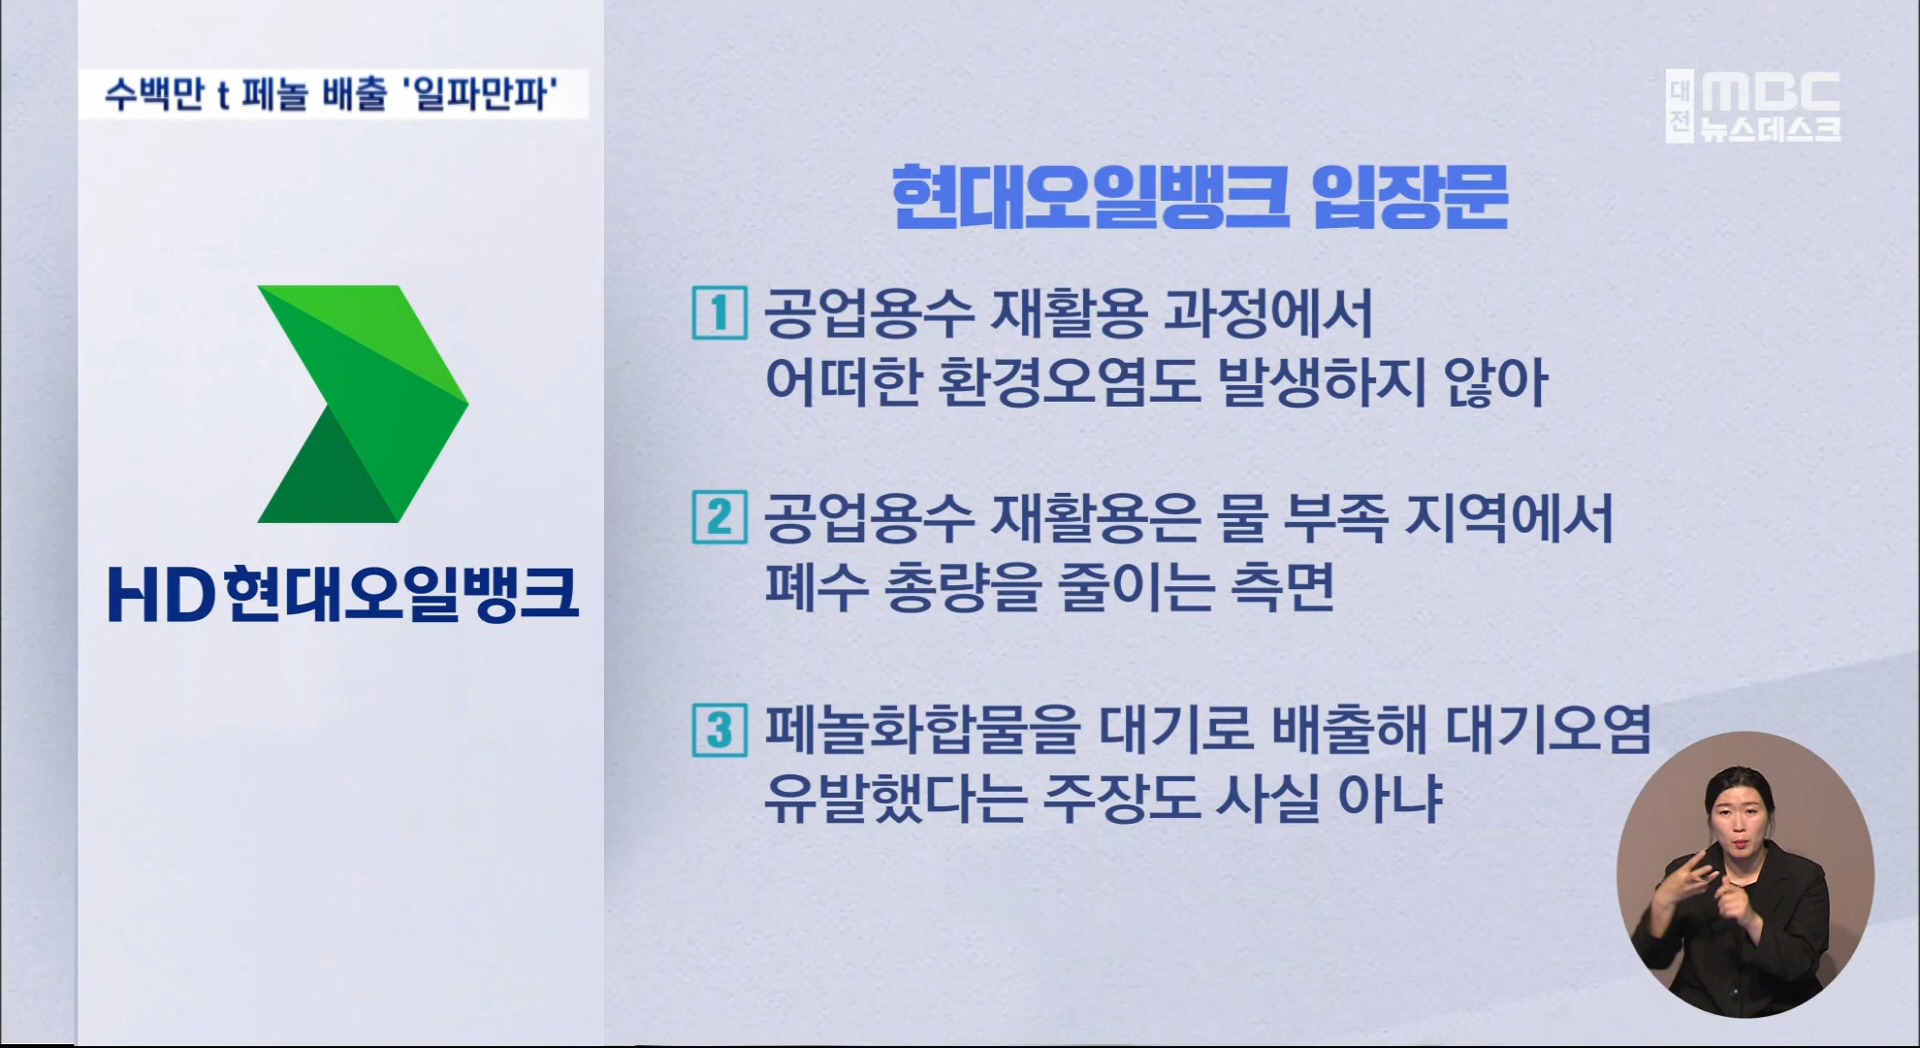 수백만 t 페놀 배출 '일파만파'
대전
MBC
뉴스데스크
현대오일뱅크 입장문
1 공업용수 재활용 과정에서
어떠한 환경오염도 발생하지 않아
2 공업용수 재활용은 물 부족 지역에서
폐수 총량을 줄이는 측면
3 페놀화합물을 대기로 배출해 대기오염
유발했다는 주장도 사실 아냐
HD현대오일뱅크